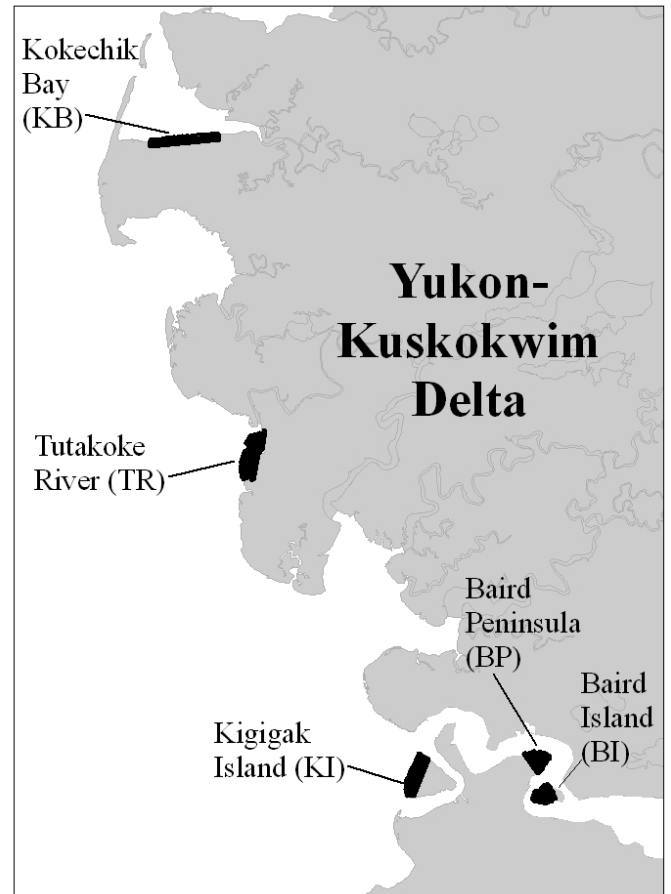 Kokechik
Bay
(KB)
Yukon-
Kuskokwim
Delta
Tutakoke
River (TR)
Baird
Peninsula
(BP)
Baird
Island
(BI)
Kigigak
Island (KI)